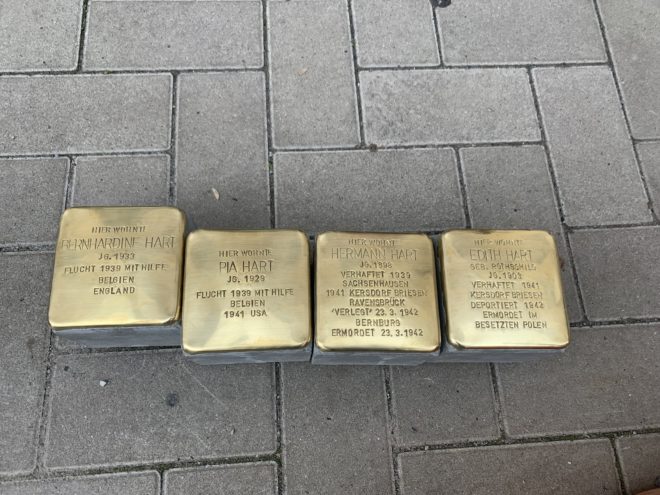 HIER WOHNTE
BERNHARDINE HART
JG. 1933
FLUCHT 1939 MIT HILFE
BELGIEN
ENGLAND
HIER WOHNTE
PIA HART
JG. 1929
FLUCHT 1939 MIT HILFE
BELGIEN
1941 USA
HIER WOHNTE
HERMANN HART
JG. 1898
VERHAFTET 1939
SACHSENHAUSEN
1941 KERSDORF BRIESEN
RAVENSBRÜCK
'VERLEGT' 23. 3. 1942
BERNBURG
ERMORDET 23. 3. 1942
HIER WOHNTE
EDITH HART
GEB. ROTHSCHILD
JG. 1903
VERHAFTET 1941
KERSDORF BRIESEN
DEPORTIERT 1942
ERMORDET IM
BESETZTEN POLEN